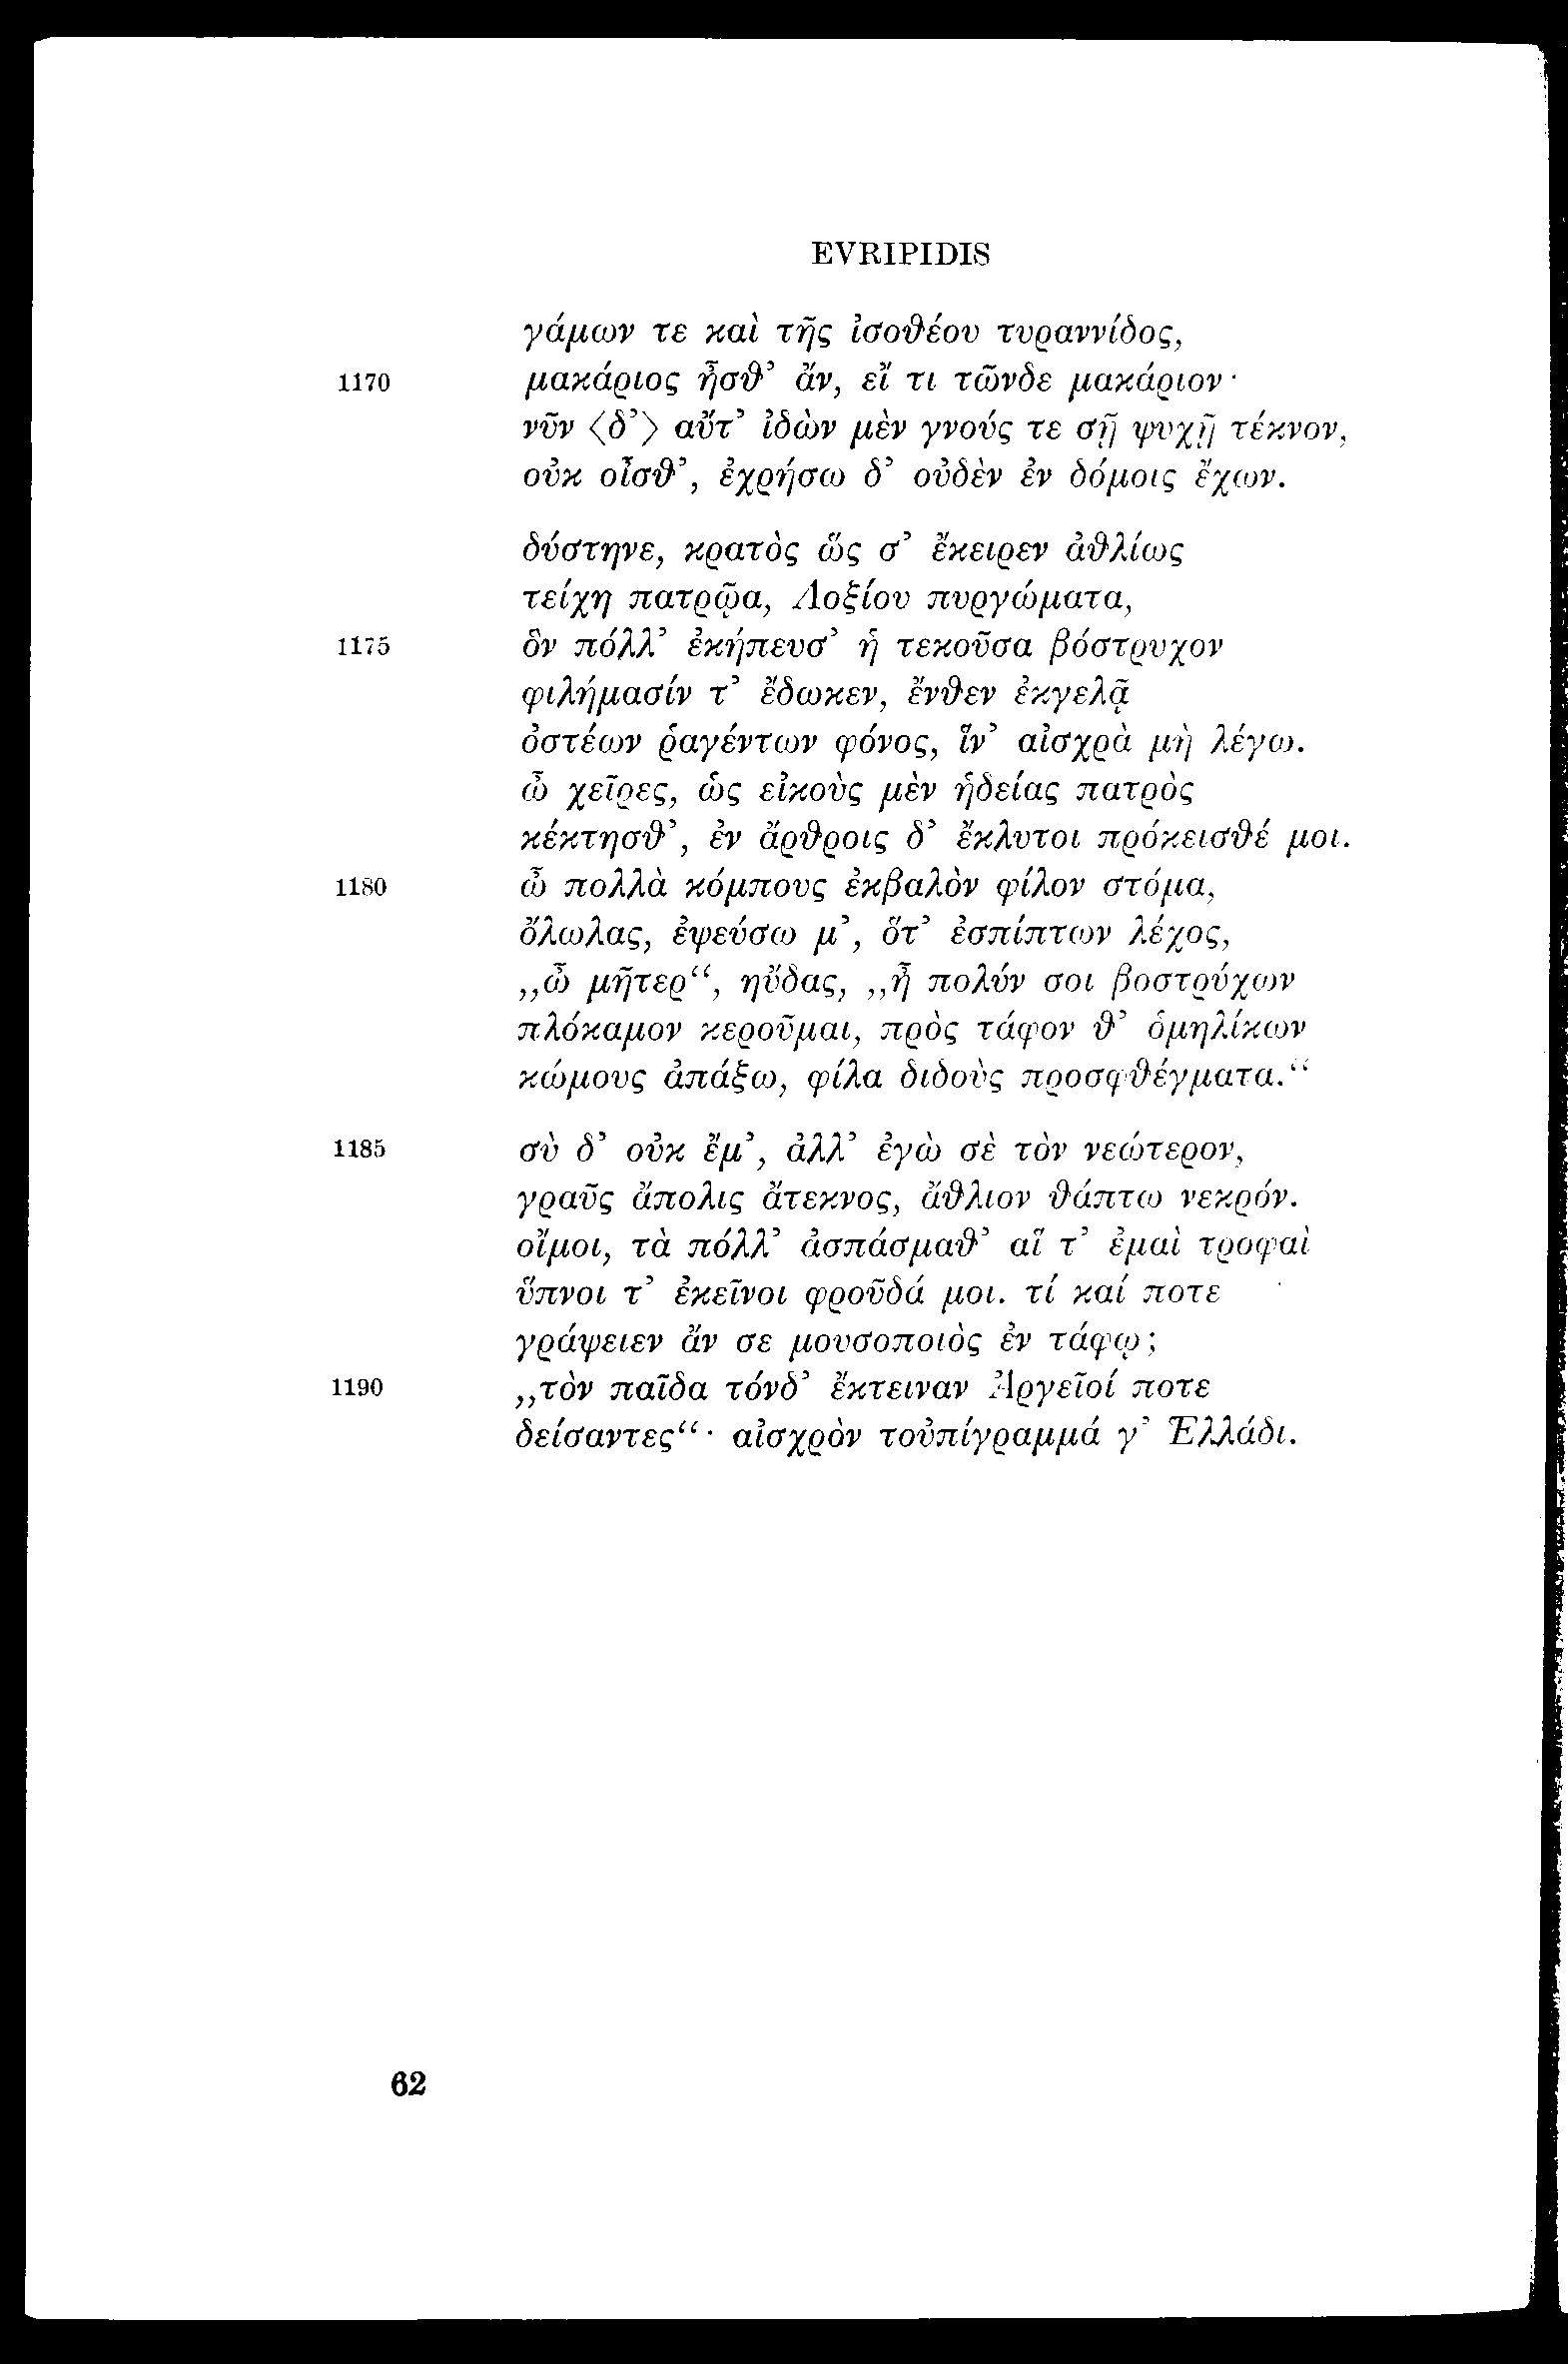 EVRIPIDIS
γάμων τε καὶ τῆς ἰσοθέου τυραννίδος,
1170 μακάριος ἦσθ’ ἄν, εἴ τι τῶνδε μακάριον·
νῦν ⟨δ’⟩ αὔτ’ ἰδὼν μὲν γνούς τε σῇ ψυχῇ τέκνον,
οὐκ οἶσθ’, ἐχρήσω δ’ οὐδὲν ἐν δόμοις ἔχων.
δύστηνε, κρατὸς ὥς σ’ ἔκειρεν ἀθλίως
τείχη πατρῷα, Λοξίου πυργώματα,
1175 ὃν πόλλ’ ἐκήπευσ’ ἡ τεκοῦσα βόστρυχον
φιλήμασίν τ’ ἔδωκεν, ἔνθεν ἐκγελᾷ
ὀστέων ῥαγέντων φόνος, ἵν’ αἰσχρὰ μὴ λέγω.
ὦ χεῖρες, ὡς εἰκοὺς μὲν ἡδείας πατρὸς
κέκτησθ’, ἐν ἄρθροις δ’ ἔκλυτοι πρόκεισθέ μοι.
1180 ὦ πολλὰ κόμπους ἐκβαλὸν φίλον στόμα,
ὄλωλας, ἐψεύσω μ’, ὅτ’ ἐσπίπτων λέχος,
„ὦ μῆτερ“, ηὔδας, „ἦ πολύν σοι βοστρύχων
πλόκαμον κεροῦμαι, πρὸς τάφον θ’ ὁμηλίκων
κώμους ἀπάξω, φίλα διδοὺς προσφθέγματα.“
1185 σὺ δ’ οὐκ ἔμ’, ἀλλ’ ἐγὼ σὲ τὸν νεώτερον,
γραῦς ἄπολις ἄτεκνος, ἄθλιον θάπτω νεκρόν.
οἴμοι, τὰ πόλλ’ ἀσπάσμαθ’ αἵ τ’ ἐμαὶ τροφαὶ
ὕπνοι τ’ ἐκεῖνοι φροῦδά μοι. τί καί ποτε
γράψειεν ἄν σε μουσοποιὸς ἐν τάφῳ;
1190 „τὸν παῖδα τόνδ’ ἔκτειναν Ἀργεῖοί ποτε
δείσαντες“· αἰσχρὸν τοὐπίγραμμά γ’ Ἑλλάδι.
62